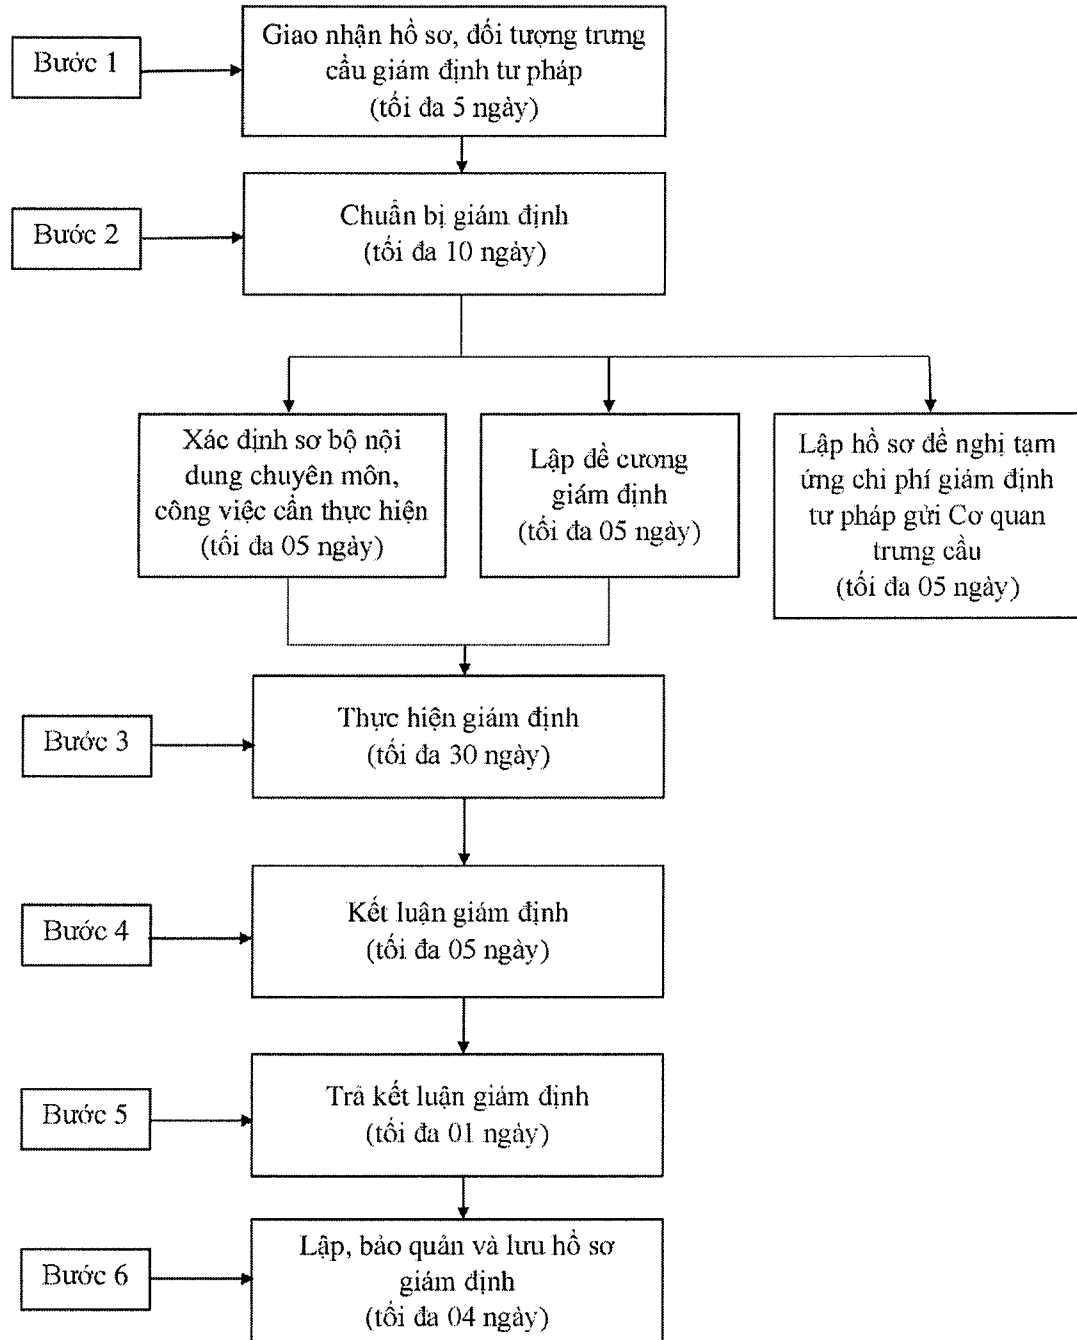 Bước 1
Giao nhận hồ sơ, đối tượng trưng
cầu giám định tư pháp
(tối đa 5 ngày)
Bước 2
Chuẩn bị giám định
(tối đa 10 ngày)
Xác định sơ bộ nội
dung chuyên môn,
công việc cần thực hiện
(tối đa 05 ngày)
Lập đề cương
giám định
(tối đa 05 ngày)
Lập hồ sơ đề nghị tạm
ứng chi phí giám định
tư pháp gửi Cơ quan
trưng cầu
(tối đa 05 ngày)
Bước 3
Thực hiện giám định
(tối đa 30 ngày)
Bước 4
Kết luận giám định
(tối đa 05 ngày)
Bước 5
Trả kết luận giám định
(tối đa 01 ngày)
Bước 6
Lập, bảo quản và lưu hồ sơ
giám định
(tối đa 04 ngày)